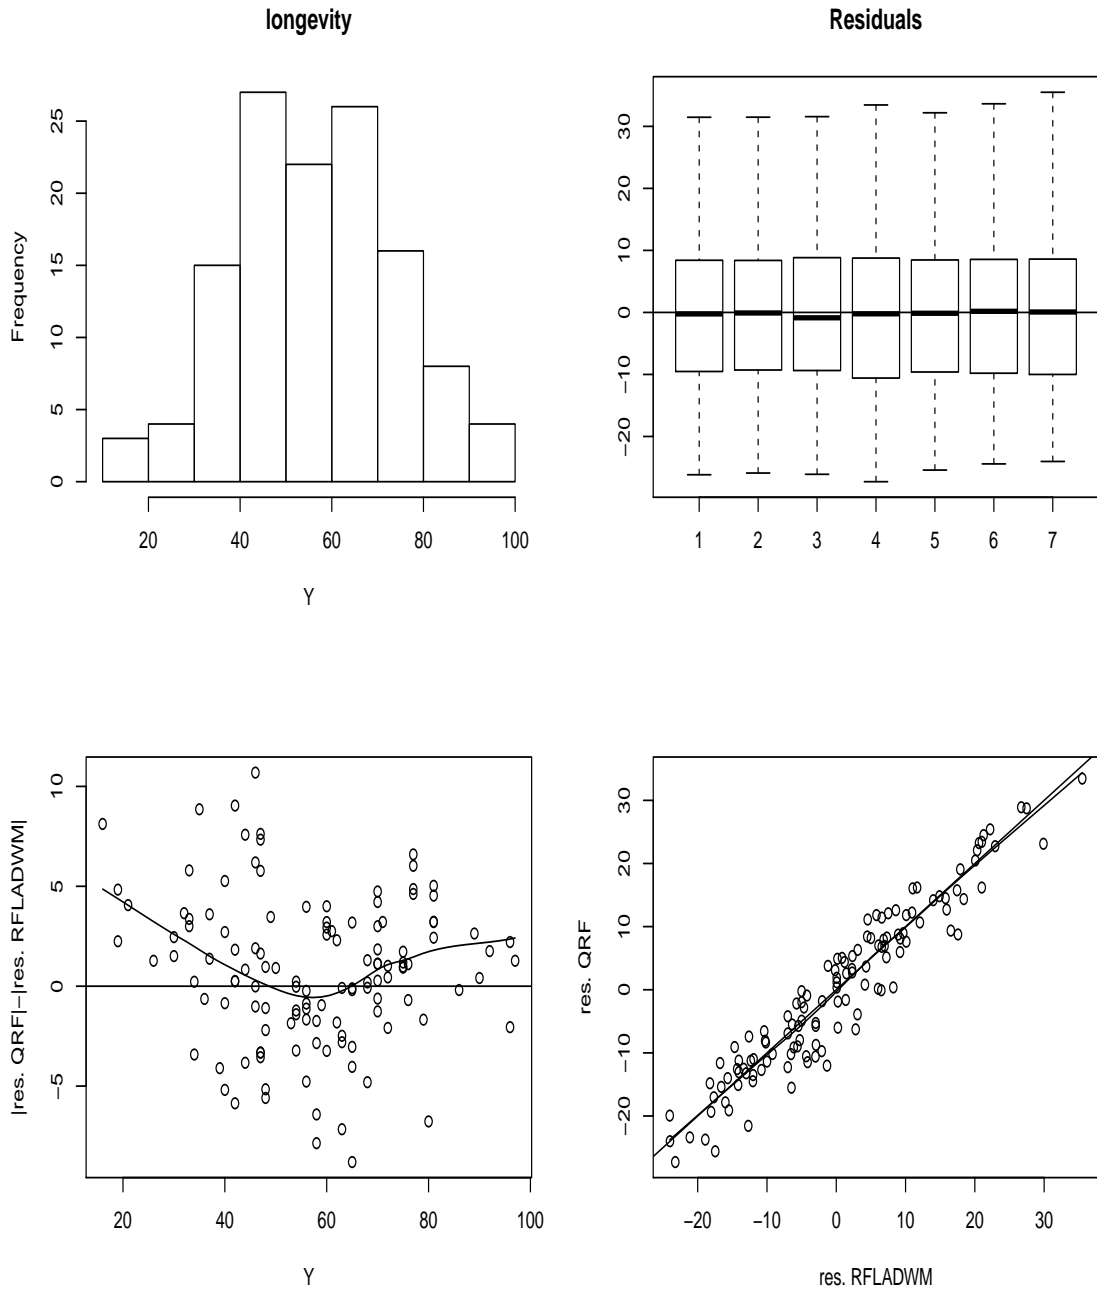 longevity
Frequency
25
20
15
10
5
0
20 40 60 80 100
Y
Residuals
30
20
10
0
−10
−20
1 2 3 4 5 6 7
|res. QRF|−|res. RFLADWM|
10
5
0
−5
20 40 60 80 100
Y
res. QRF
30
20
10
0
−10
−20
−20 −10 0 10 20 30
res. RFLADWM